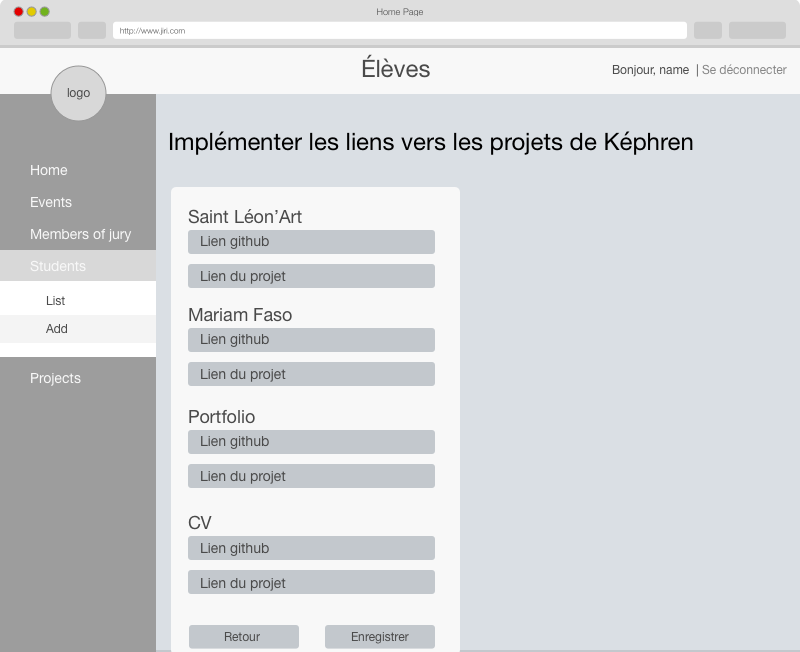 Home Page
http://www.jiri.com
logo
Élèves
Bonjour, name | Se déconnecter
Home
Events
Members of jury
Students
List
Add
Projects
Implémenter les liens vers les projets de Képhren
Saint Léon’Art
Lien github
Lien du projet
Mariam Faso
Lien github
Lien du projet
Portfolio
Lien github
Lien du projet
CV
Lien github
Lien du projet
Retour
Enregistrer